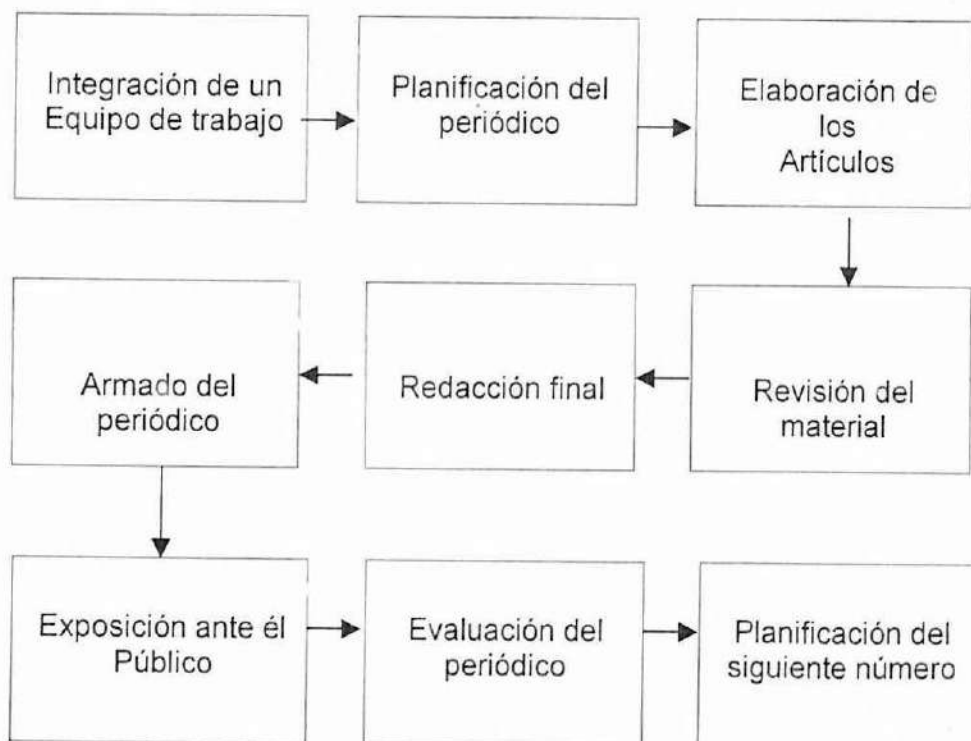 Integración de un
Equipo de trabajo
Planificación del
periódico
Elaboración de
los
Artículos
Revisión del
material
Redacción final
Armado del
periódico
Exposición ante él
Público
Evaluación del
periódico
Planificación del
siguiente número